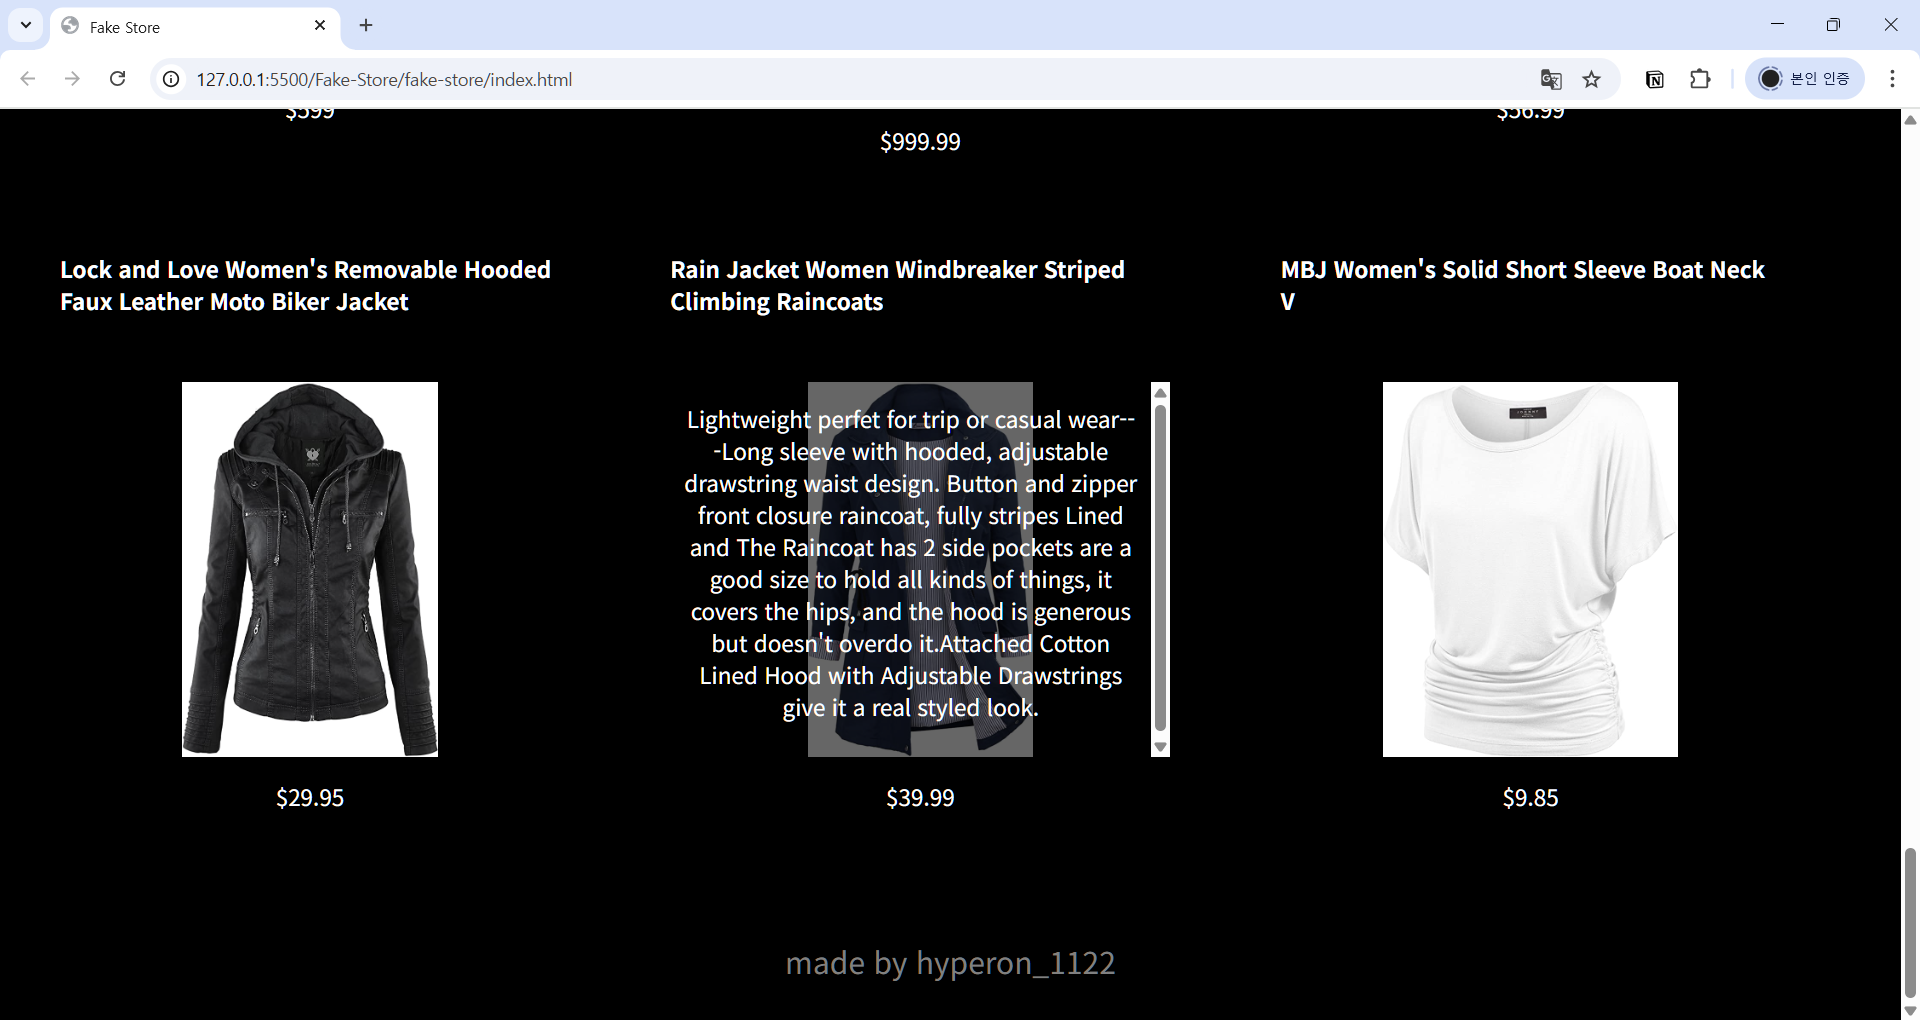 Fake Store
127.0.0.1:5500/Fake-Store/fake-store/index.html
본인 인증
$599
$999.99
$56.99
Lock and Love Women's Removable Hooded
Faux Leather Moto Biker Jacket
Rain Jacket Women Windbreaker Striped
Climbing Raincoats
MBJ Women's Solid Short Sleeve Boat Neck
V
Lightweight perfet for trip or casual wear--
-Long sleeve with hooded, adjustable
drawstring waist design. Button and zipper
front closure raincoat, fully stripes Lined
and The Raincoat has 2 side pockets are a
good size to hold all kinds of things, it
covers the hips, and the hood is generous
but doesn't overdo it.Attached Cotton
Lined Hood with Adjustable Drawstrings
give it a real styled look.
$29.95
$39.99
$9.85
made by hyperon_1122